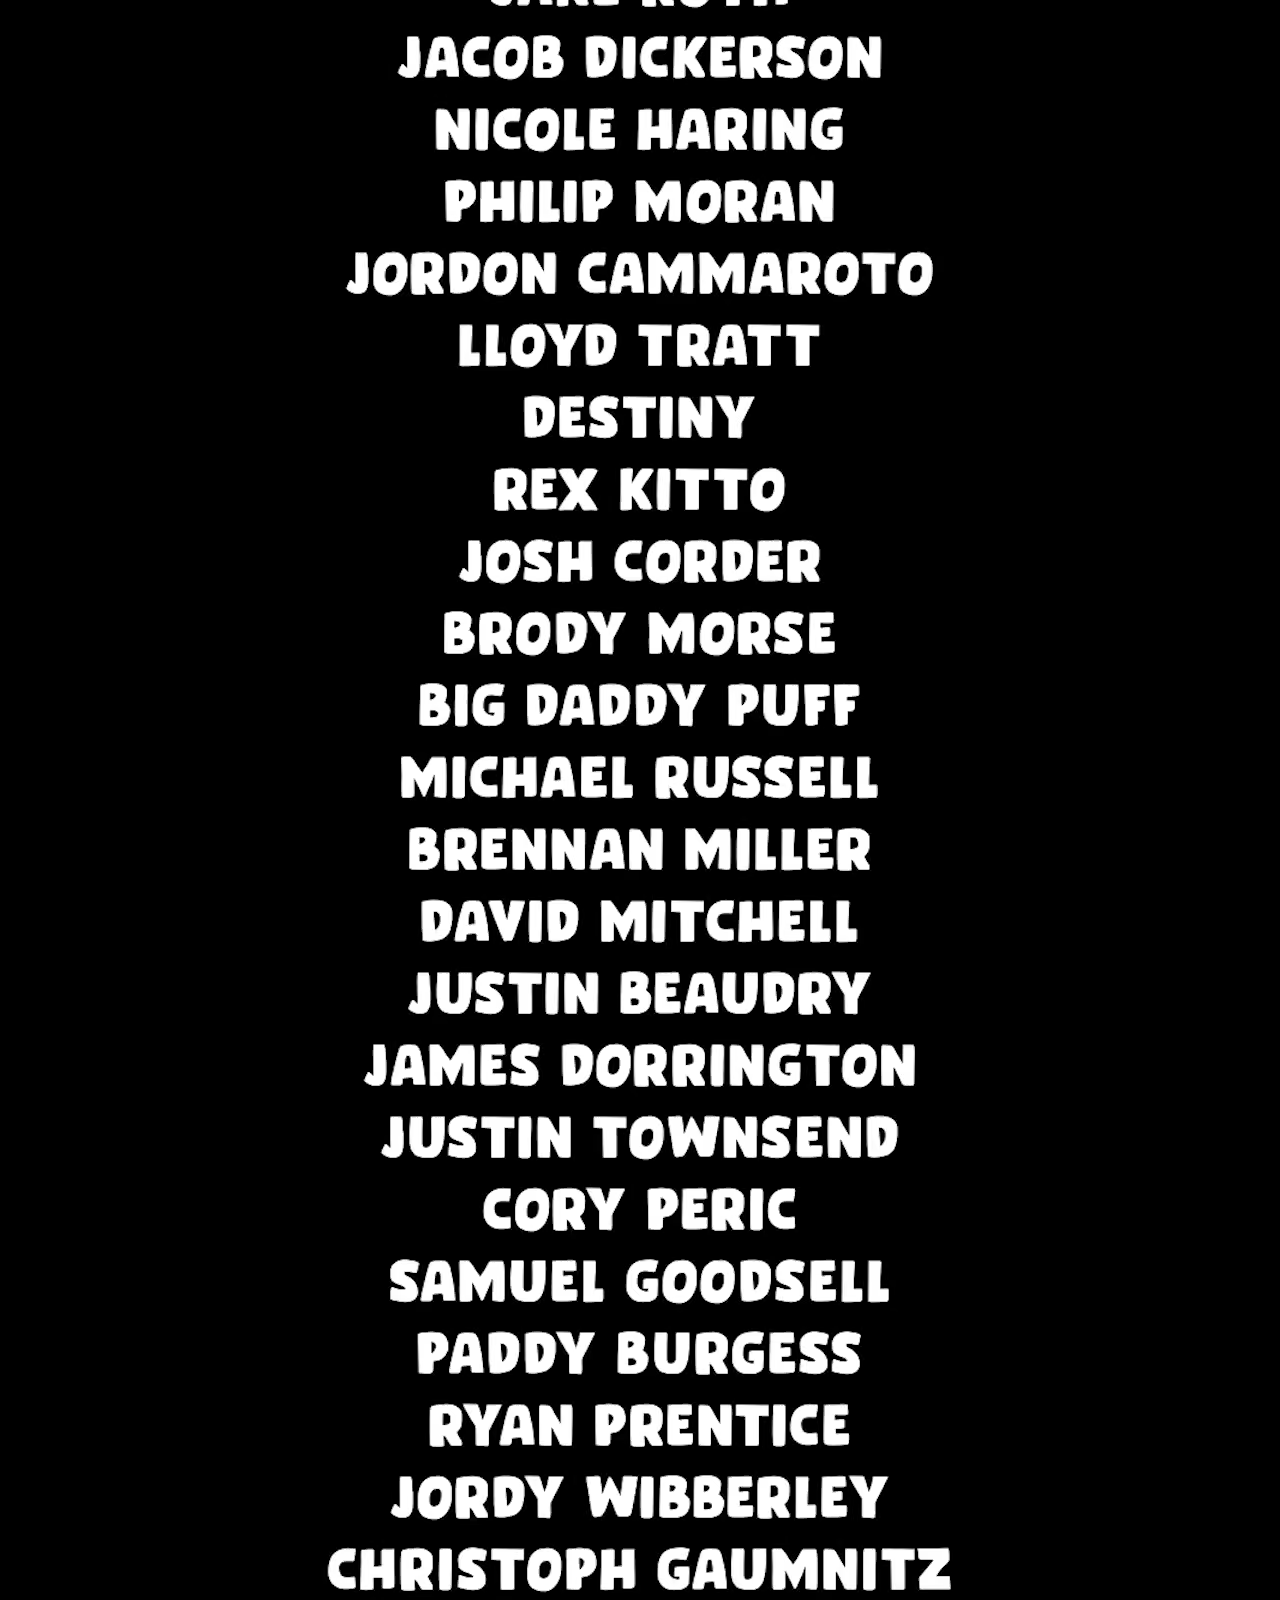 JACOB DICKERSON
NICOLE HARING
PHILIP MORAN
JORDON CAMMAROTO
LLOYD TRATT
DESTINY
REX KITTO
JOSH CORDER
BRODY MORSE
BIG DADDY PUFF
MICHAEL RUSSELL
BRENNAN MILLER
DAVID MITCHELL
JUSTIN BEAUDRY
JAMES DORRINGTON
JUSTIN TOWNSEND
CORY PERIC
SAMUEL GOODSELL
PADDY BURGESS
RYAN PRENTICE
JORDY WIBBERLEY
CHRISTOPH GAUMNITZ